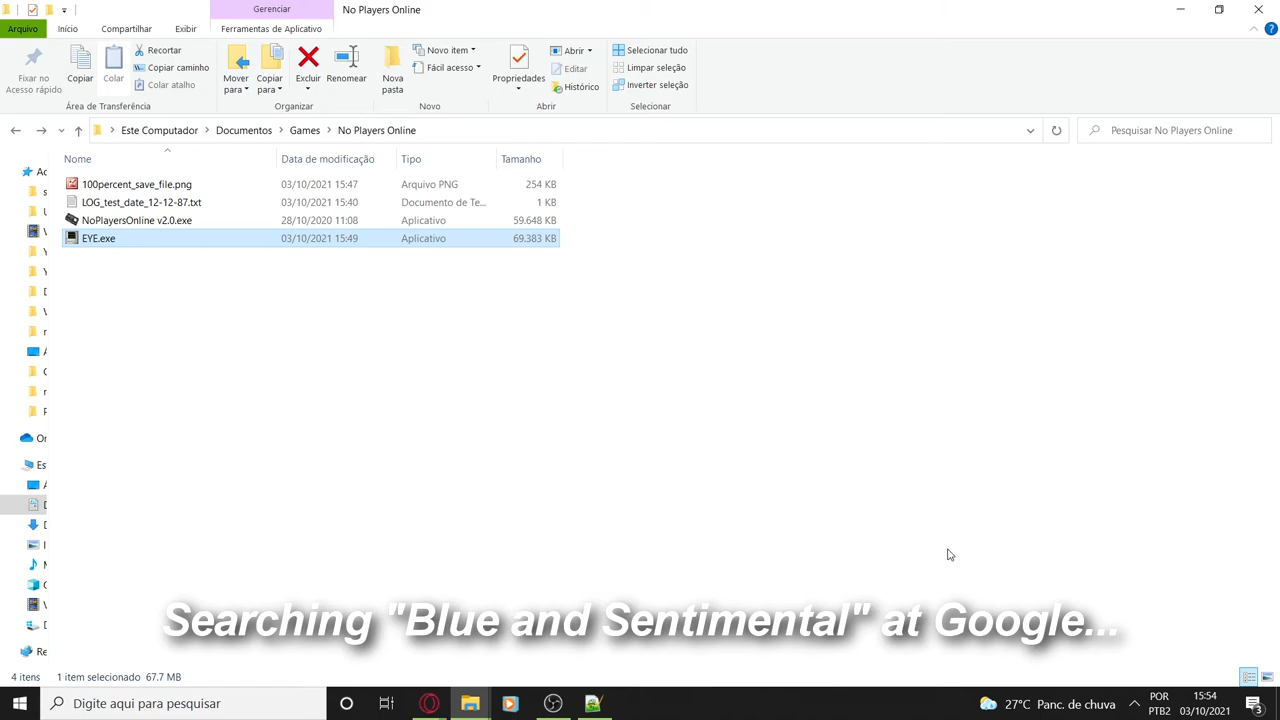 Gerenciar
No Players Online
Arquivo
Início
Compartilhar
Exibir
Ferramentas de Aplicativo
Fixar no
Acesso rápido
Copiar
Colar
Recortar
Copiar caminho
Colar atalho
Área de Transferência
Mover
para
Copiar
para
Excluir
Renomear
Organizar
Nova
pasta
Novo item
Fácil acesso
Novo
Propriedades
Abrir
Editar
Histórico
Abrir
Selecionar tudo
Limpar seleção
Inverter seleção
Selecionar
Este Computador
Documentos
Games
No Players Online
Pesquisar No Players Online
Nome
Data de modificação
Tipo
Tamanho
100percent_save_file.png 03/10/2021 15:47 Arquivo PNG 254 KB
LOG_test_date_12-12-87.txt 03/10/2021 15:40 Documento de Te... 1 KB
NoPlayersOnline v2.0.exe 28/10/2020 11:08 Aplicativo 59.648 KB
EYE.exe 03/10/2021 15:49 Aplicativo 69.383 KB
Searching "Blue and Sentimental" at Google...
4 itens
1 item selecionado 67.7 MB
Digite aqui para pesquisar
27°C Panc. de chuva
POR
PTB2
15:54
03/10/2021
3